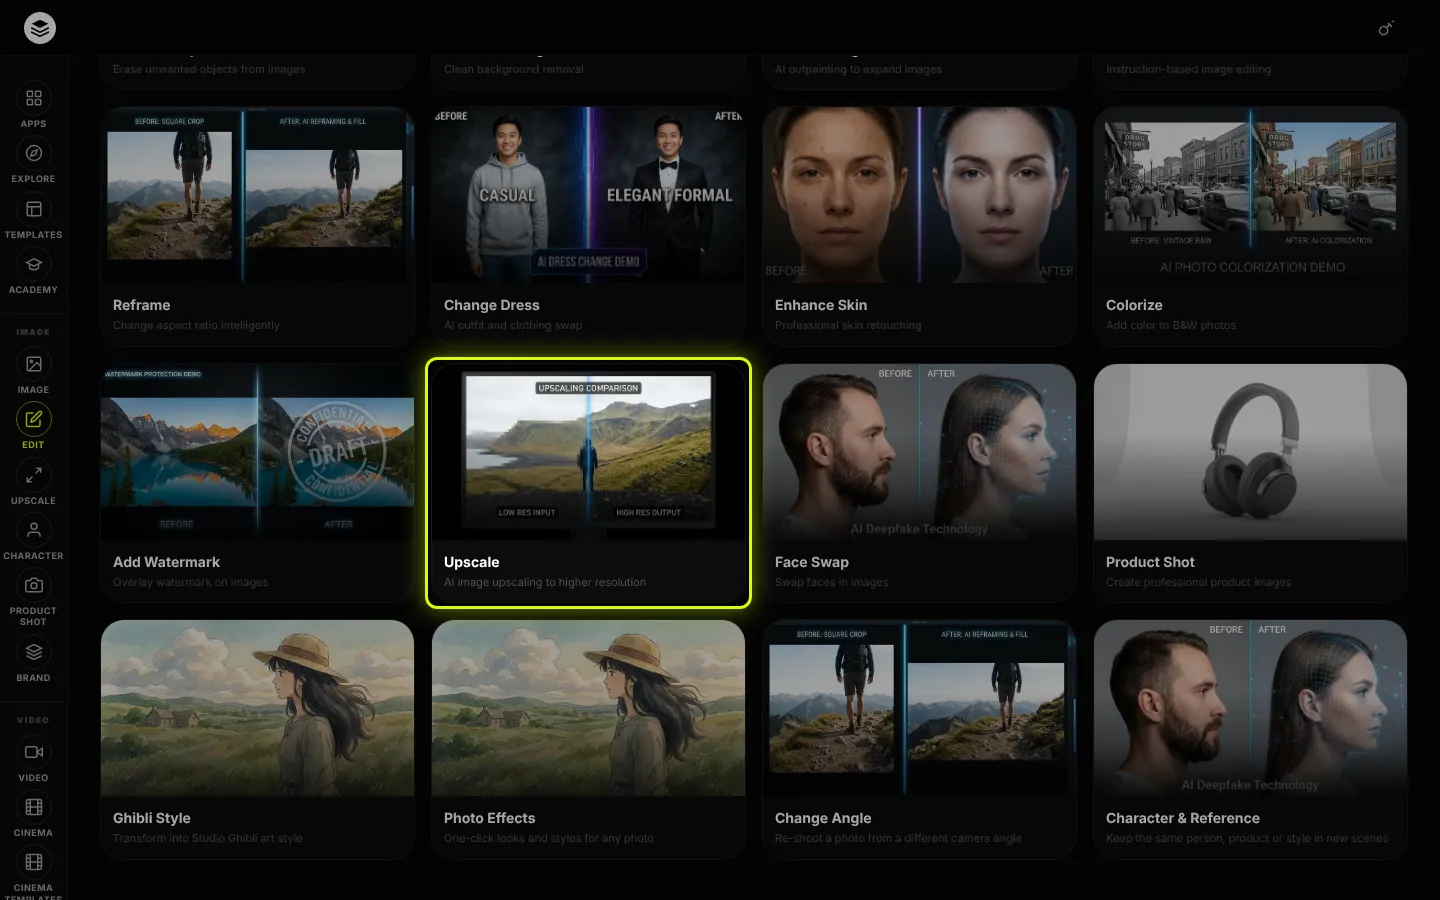 Erase unwanted objects from images
Clean background removal
AI outpainting to expand images
Instruction-based image editing
APPS
EXPLORE
TEMPLATES
ACADEMY
IMAGE
IMAGE
EDIT
UPSCALE
CHARACTER
PRODUCT
SHOT
BRAND
VIDEO
VIDEO
CINEMA
CINEMA
TEMPLATES
BEFORE: SQUARE CROP
AFTER: AI REFRAMING & FILL
Reframe
Change aspect ratio intelligently
BEFORE
AFTER
CASUAL
ELEGANT FORMAL
AI DRESS CHANGE DEMO
Change Dress
AI outfit and clothing swap
BEFORE
AFTER
Enhance Skin
Professional skin retouching
DRUG
STORE
DRUG
STORE
BEFORE: VINTAGE B&W
AFTER: AI COLORIZATION
AI PHOTO COLORIZATION DEMO
Colorize
Add color to B&W photos
WATERMARK PROTECTION DEMO
CONFIDENTIAL
DRAFT
CONFIDENTIAL
BEFORE
AFTER
Add Watermark
Overlay watermark on images
UPSCALING COMPARISON
LOW RES INPUT
HIGH RES OUTPUT
Upscale
AI image upscaling to higher resolution
BEFORE
AFTER
AI Deepfake Technology
Face Swap
Swap faces in images
Product Shot
Create professional product images
Ghibli Style
Transform into Studio Ghibli art style
Photo Effects
One-click looks and styles for any photo
BEFORE: SQUARE CROP
AFTER: AI REFRAMING & FILL
Change Angle
Re-shoot a photo from a different camera angle
BEFORE
AFTER
AI Deepfake Technology
Character & Reference
Keep the same person, product or style in new scenes